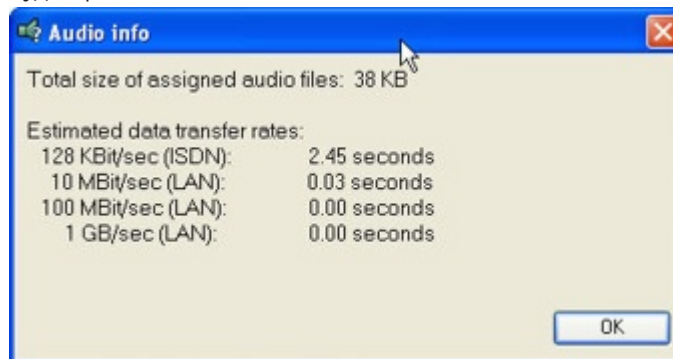 Audio info
Total size of assigned audio files: 38 KB
Estimated data transfer rates:
128 KBit/sec (ISDN): 2.45 seconds
10 MBit/sec (LAN): 0.03 seconds
100 MBit/sec (LAN): 0.00 seconds
1 GB/sec (LAN): 0.00 seconds
OK